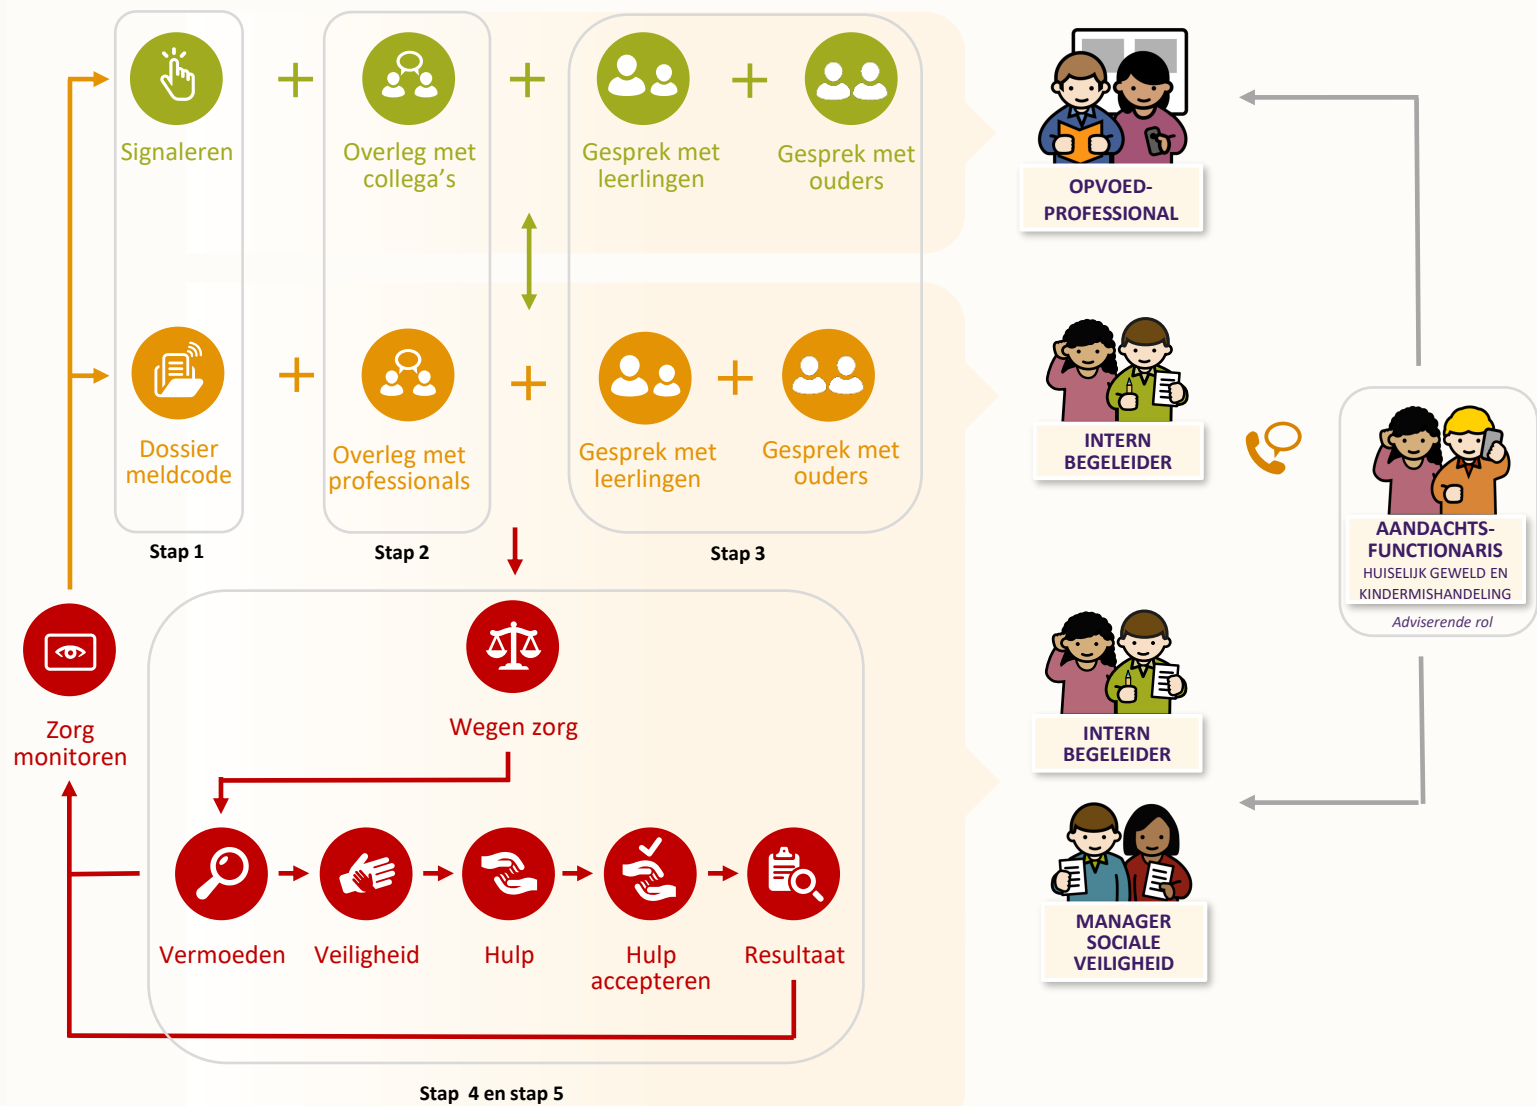 Signaleren
Overleg met
collega's
Gesprek met
leerlingen
Gesprek met
ouders
OPVOED-
PROFESSIONAL
Dossier
meldcode
Overleg met
professionals
Gesprek met
leerlingen
Gesprek met
ouders
INTERN
BEGELEIDER
Stap 1
Stap 2
Stap 3
AANDACHTS-
FUNCTIONARIS
HUISELIJK GEWELD EN
KINDERMISHANDELING
Adviserende rol
Zorg
monitoren
Wegen zorg
INTERN
BEGELEIDER
Vermoeden
Veiligheid
Hulp
Hulp
accepteren
Resultaat
MANAGER
SOCIALE
VEILIGHEID
Stap 4 en stap 5